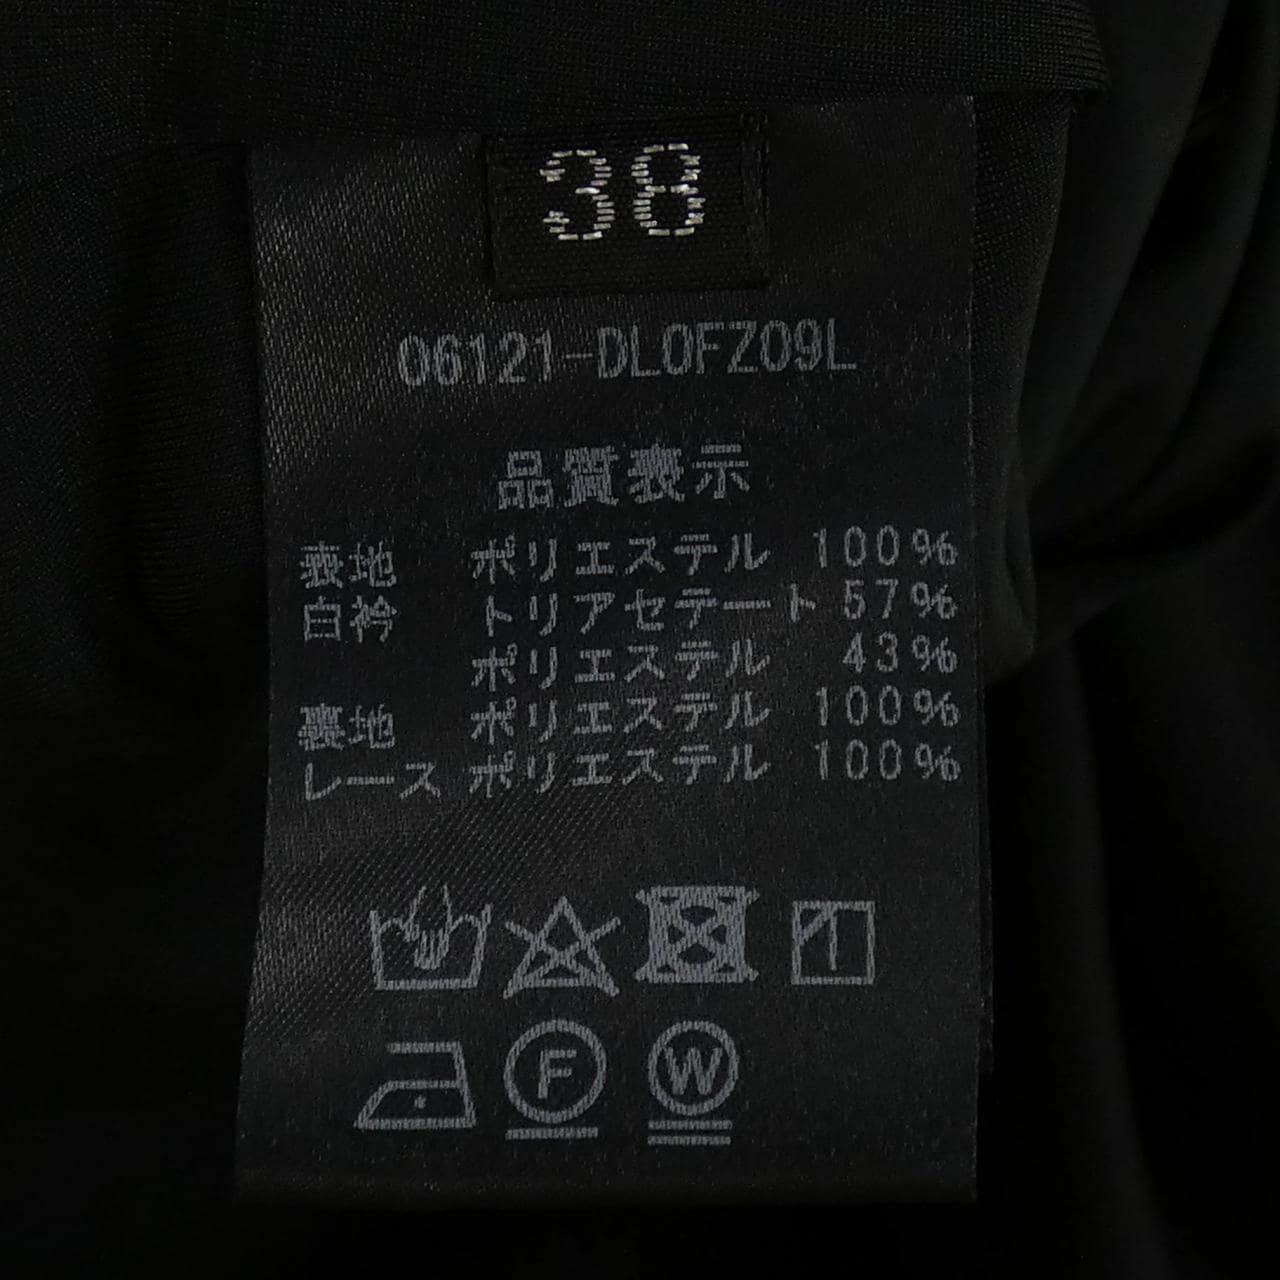 38
06121-DL0FZ09L
品質表示
表地 ポリエステル 100%
白衿 トリアセテート 57%
ポリエステル 43%
裏地 ポリエステル 100%
レース ポリエステル 100%
F W